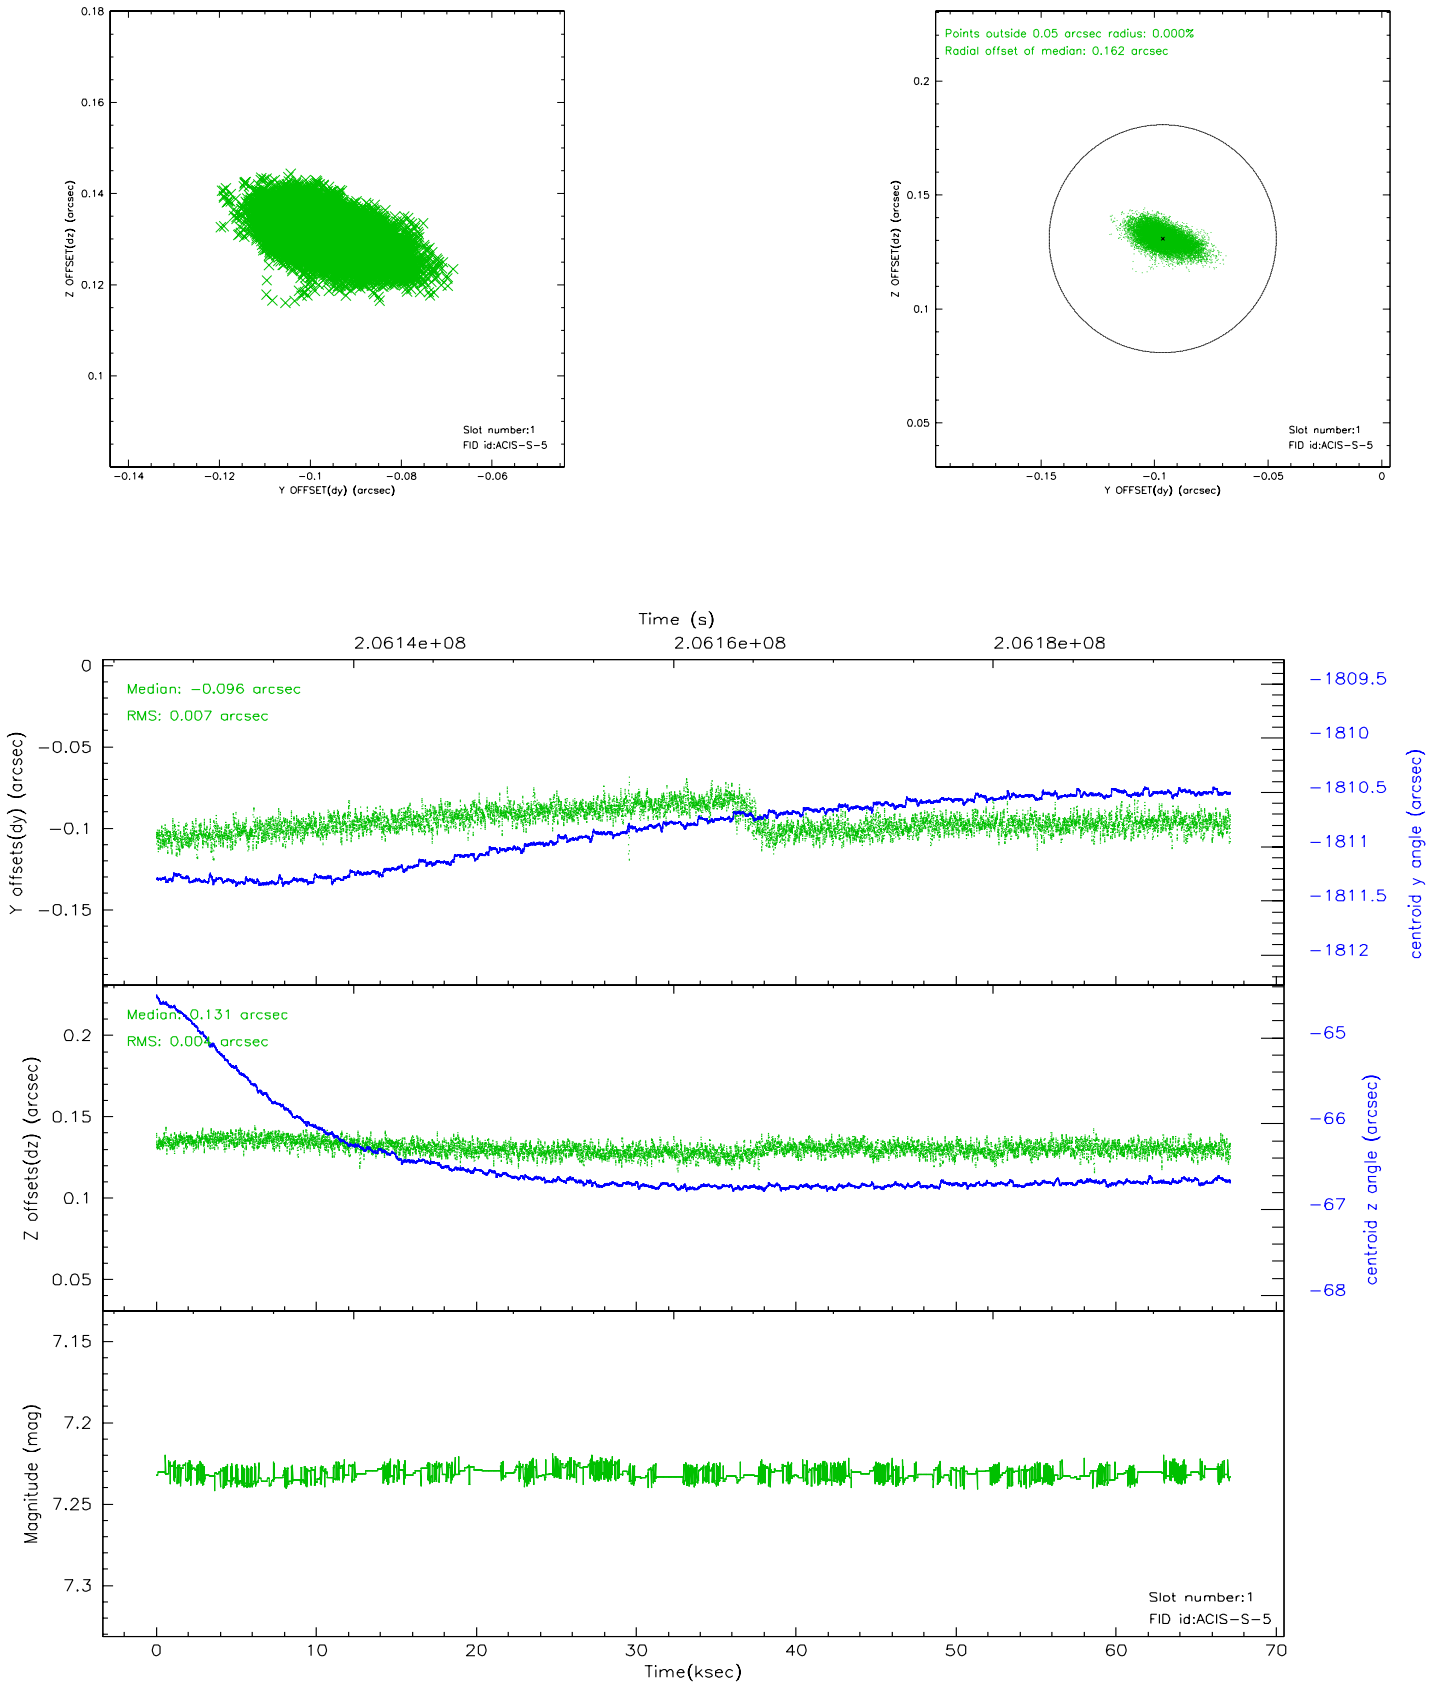 0.18
0.16
0.14
0.12
0.1
Z OFFSET(dz) (arcsec)
Slot number:1
FID id:ACIS-S-5
-0.14 -0.12 -0.1 -0.08 -0.06
Y OFFSET(dy) (arcsec)
Points outside 0.05 arcsec radius: 0.000%
Radial offset of median: 0.162 arcsec
0.2
0.15
0.1
0.05
Z OFFSET(dz) (arcsec)
Slot number:1
FID id:ACIS-S-5
-0.15 -0.1 -0.05 0
Y OFFSET(dy) (arcsec)
Time (s)
2.0614e+08 2.0616e+08 2.0618e+08
Median: -0.096 arcsec
RMS: 0.007 arcsec
0
-0.05
-0.1
-0.15
Y offsets(dy) (arcsec)
-1809.5
-1810
-1810.5
-1811
-1811.5
-1812
centroid y angle (arcsec)
Median: 0.131 arcsec
RMS: 0.004 arcsec
0.2
0.15
0.1
0.05
Z offsets(dz) (arcsec)
-65
-66
-67
-68
centroid z angle (arcsec)
7.15
7.2
7.25
7.3
Magnitude (mag)
Slot number:1
FID id:ACIS-S-5
0 10 20 30 40 50 60 70
Time(ksec)